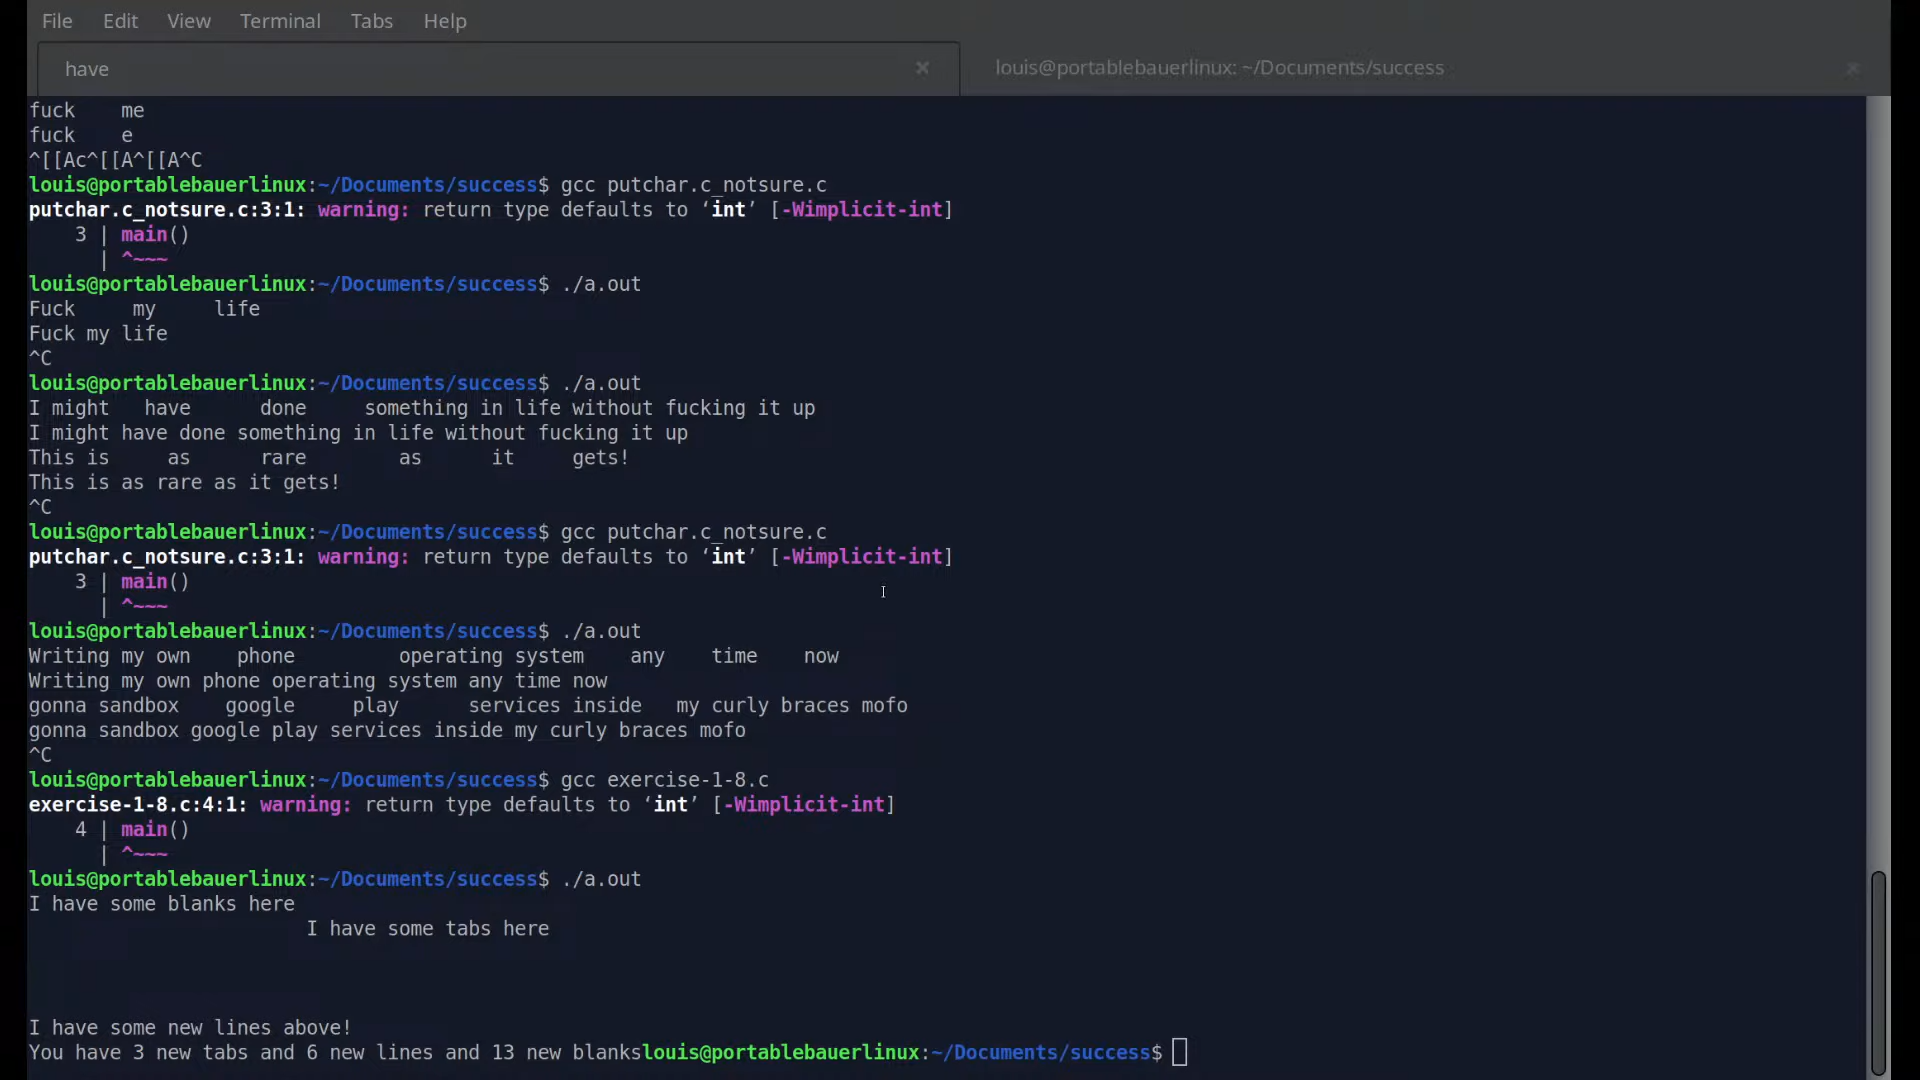 File Edit View Terminal Tabs Help
have × louis@portablebauerlinux: ~/Documents/success ×
fuck    me
fuck    e
^[[Ac^[[A^[[A^C
louis@portablebauerlinux:~/Documents/success$ gcc putchar.c_notsure.c
putchar.c_notsure.c:3:1: warning: return type defaults to ‘int’ [-Wimplicit-int]
    3 | main()
      | ^~~~
louis@portablebauerlinux:~/Documents/success$ ./a.out
Fuck     my     life
Fuck my life
^C
louis@portablebauerlinux:~/Documents/success$ ./a.out
I might   have      done     something in life without fucking it up
I might have done something in life without fucking it up
This is     as      rare        as      it     gets!
This is as rare as it gets!
^C
louis@portablebauerlinux:~/Documents/success$ gcc putchar.c_notsure.c
putchar.c_notsure.c:3:1: warning: return type defaults to ‘int’ [-Wimplicit-int]
    3 | main()
      | ^~~~
louis@portablebauerlinux:~/Documents/success$ ./a.out
Writing my own    phone         operating system    any    time    now
Writing my own phone operating system any time now
gonna sandbox    google     play      services inside   my curly braces mofo
gonna sandbox google play services inside my curly braces mofo
^C
louis@portablebauerlinux:~/Documents/success$ gcc exercise-1-8.c
exercise-1-8.c:4:1: warning: return type defaults to ‘int’ [-Wimplicit-int]
    4 | main()
      | ^~~~
louis@portablebauerlinux:~/Documents/success$ ./a.out
I have some blanks here
                        I have some tabs here
I have some new lines above!
You have 3 new tabs and 6 new lines and 13 new blankslouis@portablebauerlinux:~/Documents/success$